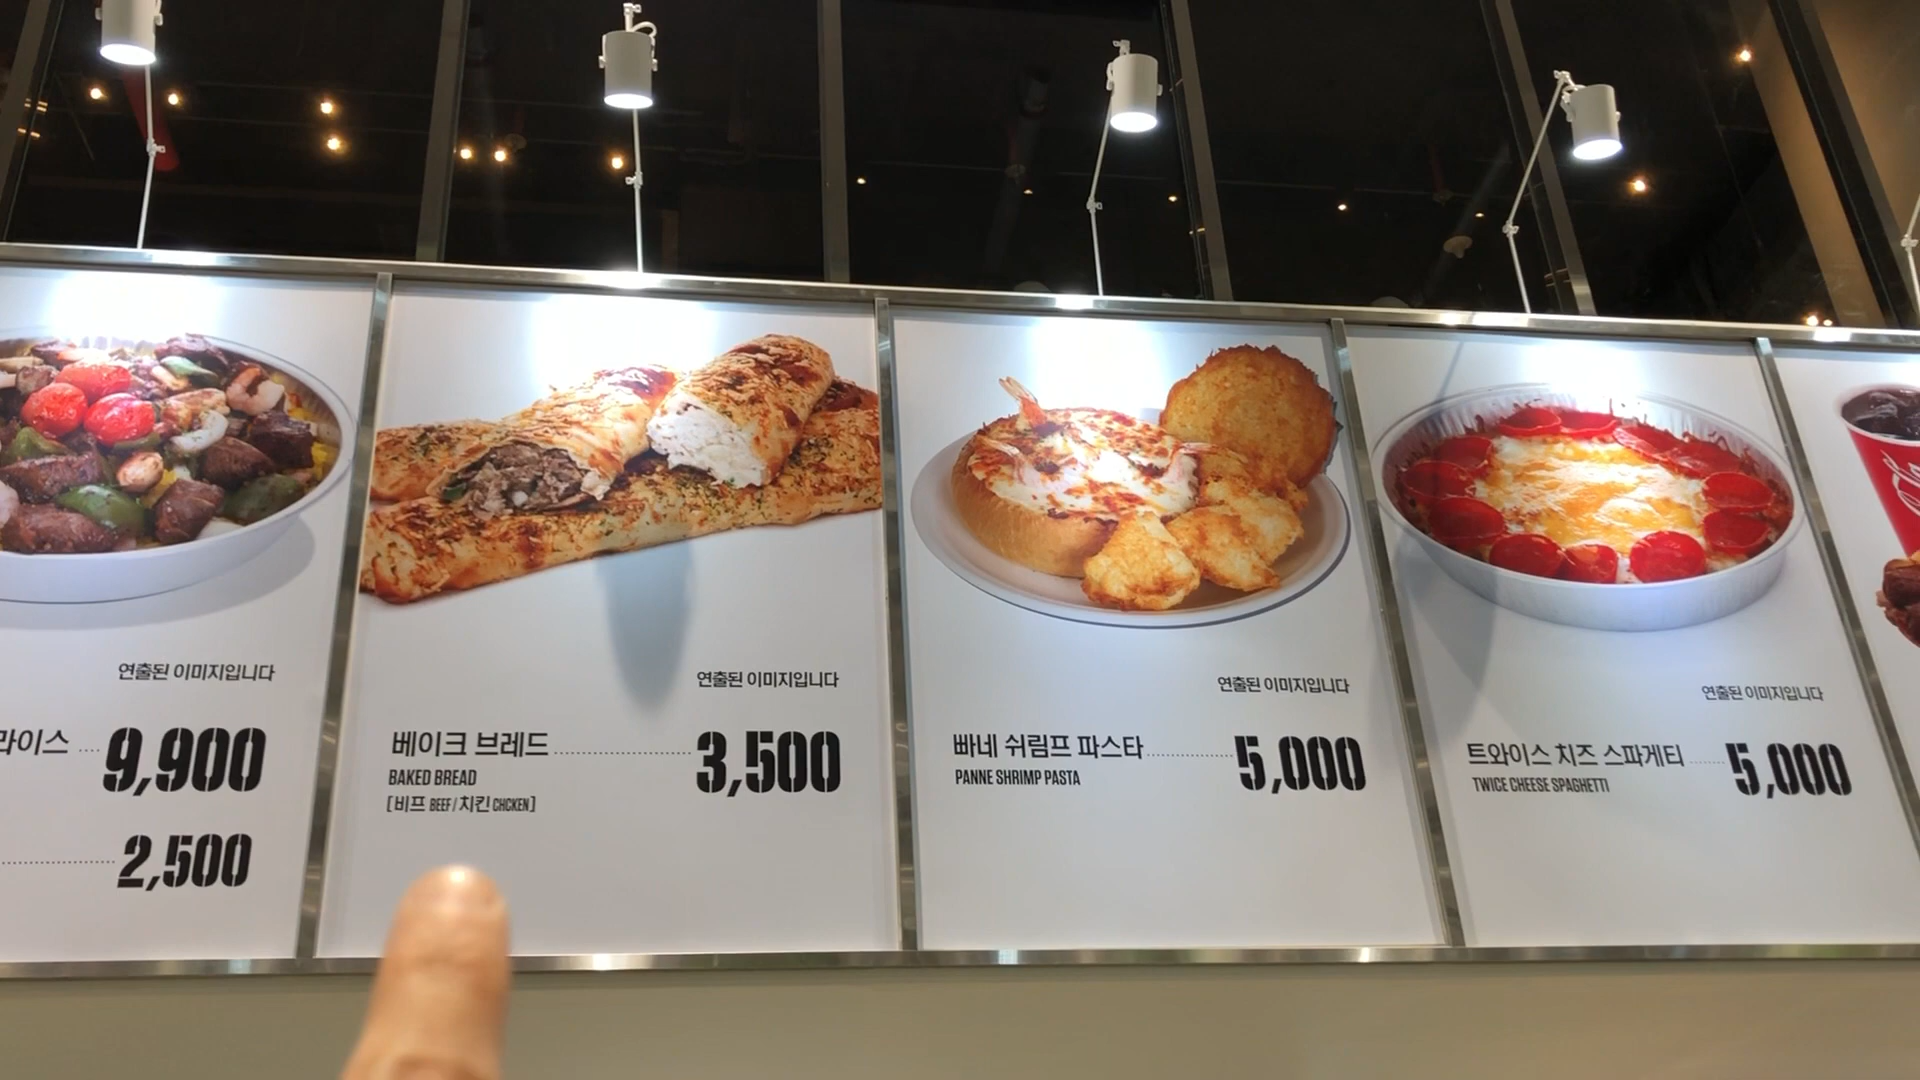 연출된 이미지입니다
라이스 9,900
2,500
연출된 이미지입니다
베이크 브레드 3,500
BAKED BREAD
[비프 BEEF / 치킨 CHCKEN]
연출된 이미지입니다
빠네 쉬림프 파스타 5,000
PANNE SHRIMP PASTA
연출된 이미지입니다
트와이스 치즈 스파게티 5,000
TWICE CHEESE SPAGHETTI